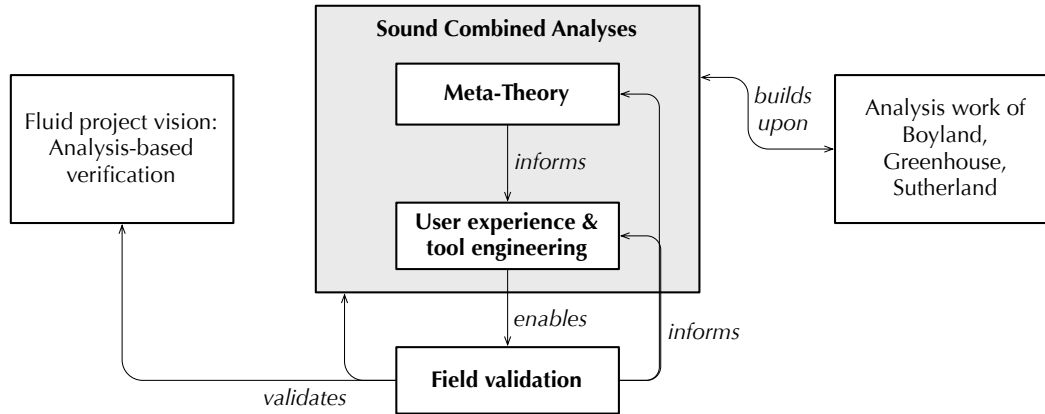 Sound Combined Analyses
Meta-Theory
informs
User experience &
tool engineering
enables
Field validation
informs
validates
Fluid project vision:
Analysis-based
verification
builds
upon
Analysis work of
Boyland,
Greenhouse,
Sutherland